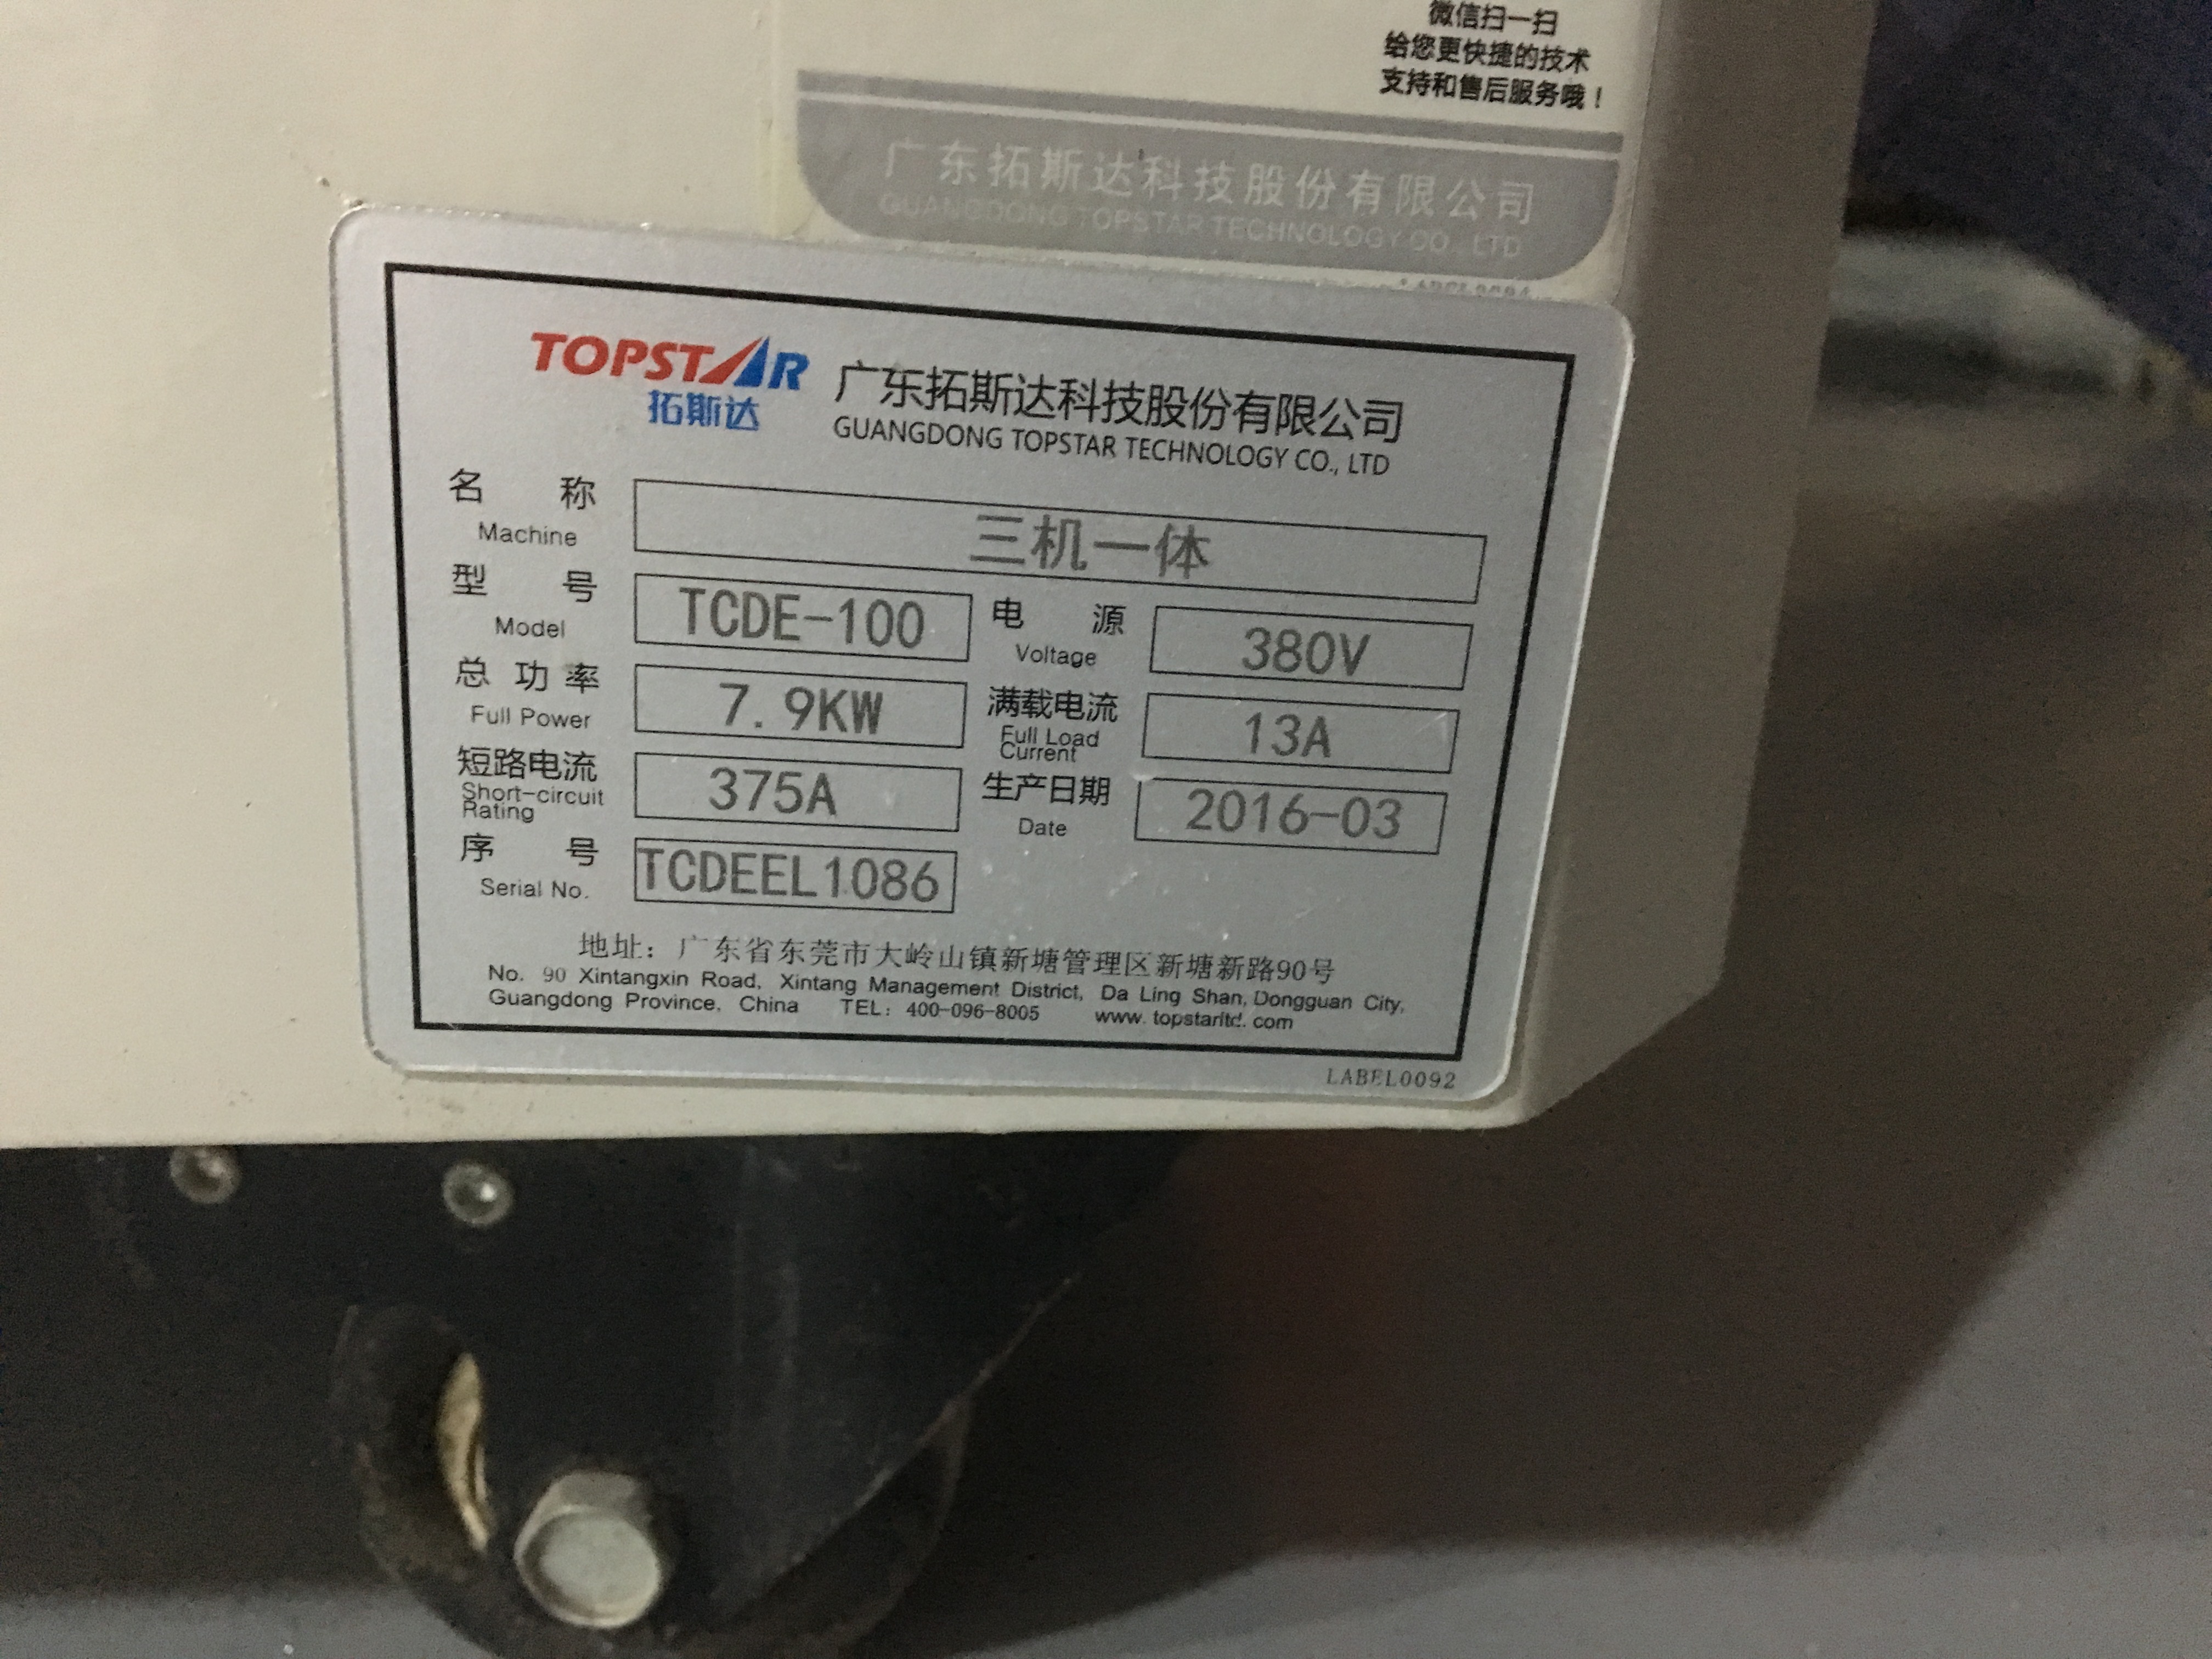 微信扫一扫
给您更快捷的技术
支持和售后服务哦！
广东拓斯达科技股份有限公司
GUANGDONG TOPSTAR TECHNOLOGY CO., LTD
TOPSTAR
拓斯达
广东拓斯达科技股份有限公司
GUANGDONG TOPSTAR TECHNOLOGY CO., LTD
名称 三机一体
Machine
型号 TCDE-100 电源 380V
Model Voltage
总功率 7.9KW 满载电流 13A
Full Power Full Load
Current
短路电流 375A 生产日期 2016-03
Short-circuit
Rating Date
序号 TCDEEL1086
Serial No.
地址：广东省东莞市大岭山镇新塘管理区新塘新路90号
No. 90 Xintangxin Road, Xintang Management District, Da Ling Shan, Dongguan City,
Guangdong Province, China TEL：400-096-8005 www.topstarltd.com
LABEL0092